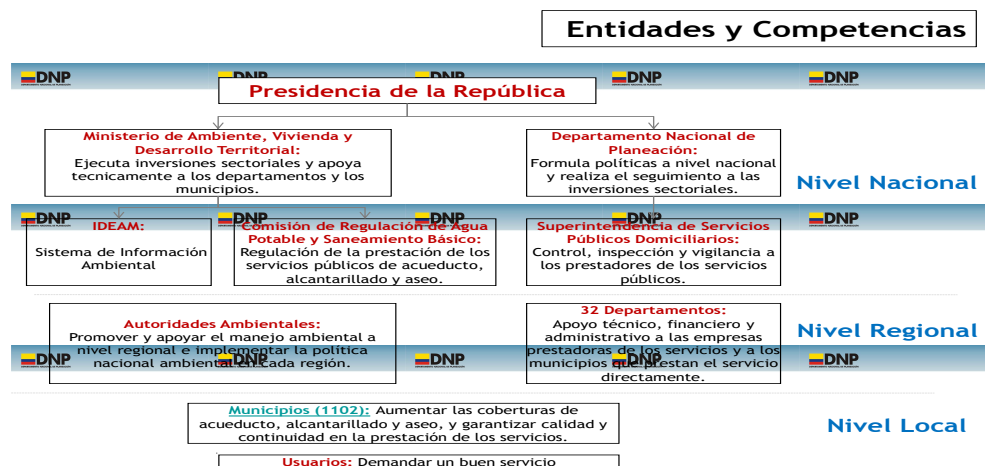 Entidades y Competencias
DNP
DNP
DNP
DNP
DNP
Presidencia de la República
Ministerio de Ambiente, Vivienda y
Desarrollo Territorial:
Ejecuta inversiones sectoriales y apoya
tecnicamente a los departamentos y los
municipios.
Departamento Nacional de
Planeación:
Formula políticas a nivel nacional
y realiza el seguimiento a las
inversiones sectoriales.
Nivel Nacional
DNP
DNP
DNP
DNP
DNP
IDEAM:
Sistema de Información
Ambiental
Comisión de Regulación de Agua
Potable y Saneamiento Básico:
Regulación de la prestación de los
servicios públicos de acueducto,
alcantarillado y aseo.
Superintendencia de Servicios
Públicos Domiciliarios:
Control, inspección y vigilancia a
los prestadores de los servicios
públicos.
Autoridades Ambientales:
Promover y apoyar el manejo ambiental a
nivel regional e implementar la política
nacional ambiental en cada región.
32 Departamentos:
Apoyo técnico, financiero y
administrativo a las empresas
prestadoras de los servicios y a los
municipios que prestan el servicio
directamente.
Nivel Regional
DNP
DNP
DNP
DNP
DNP
Municipios (1102): Aumentar las coberturas de
acueducto, alcantarillado y aseo, y garantizar calidad y
continuidad en la prestación de los servicios.
Nivel Local
Usuarios: Demandar un buen servicio